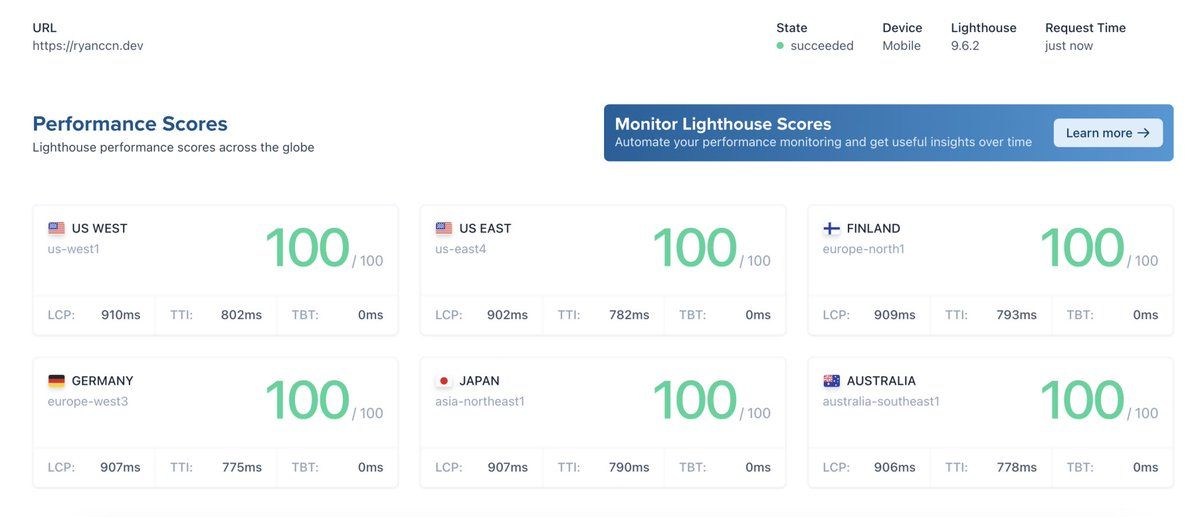 URL
https://ryanccn.dev
State
succeeded
Device
Mobile
Lighthouse
9.6.2
Request Time
just now
Performance Scores
Lighthouse performance scores across the globe
Monitor Lighthouse Scores
Automate your performance monitoring and get useful insights over time
Learn more →
US WEST
us-west1
100 / 100
LCP: 910ms TTI: 802ms TBT: 0ms
US EAST
us-east4
100 / 100
LCP: 902ms TTI: 782ms TBT: 0ms
FINLAND
europe-north1
100 / 100
LCP: 909ms TTI: 793ms TBT: 0ms
GERMANY
europe-west3
100 / 100
LCP: 907ms TTI: 775ms TBT: 0ms
JAPAN
asia-northeast1
100 / 100
LCP: 907ms TTI: 790ms TBT: 0ms
AUSTRALIA
australia-southeast1
100 / 100
LCP: 906ms TTI: 778ms TBT: 0ms